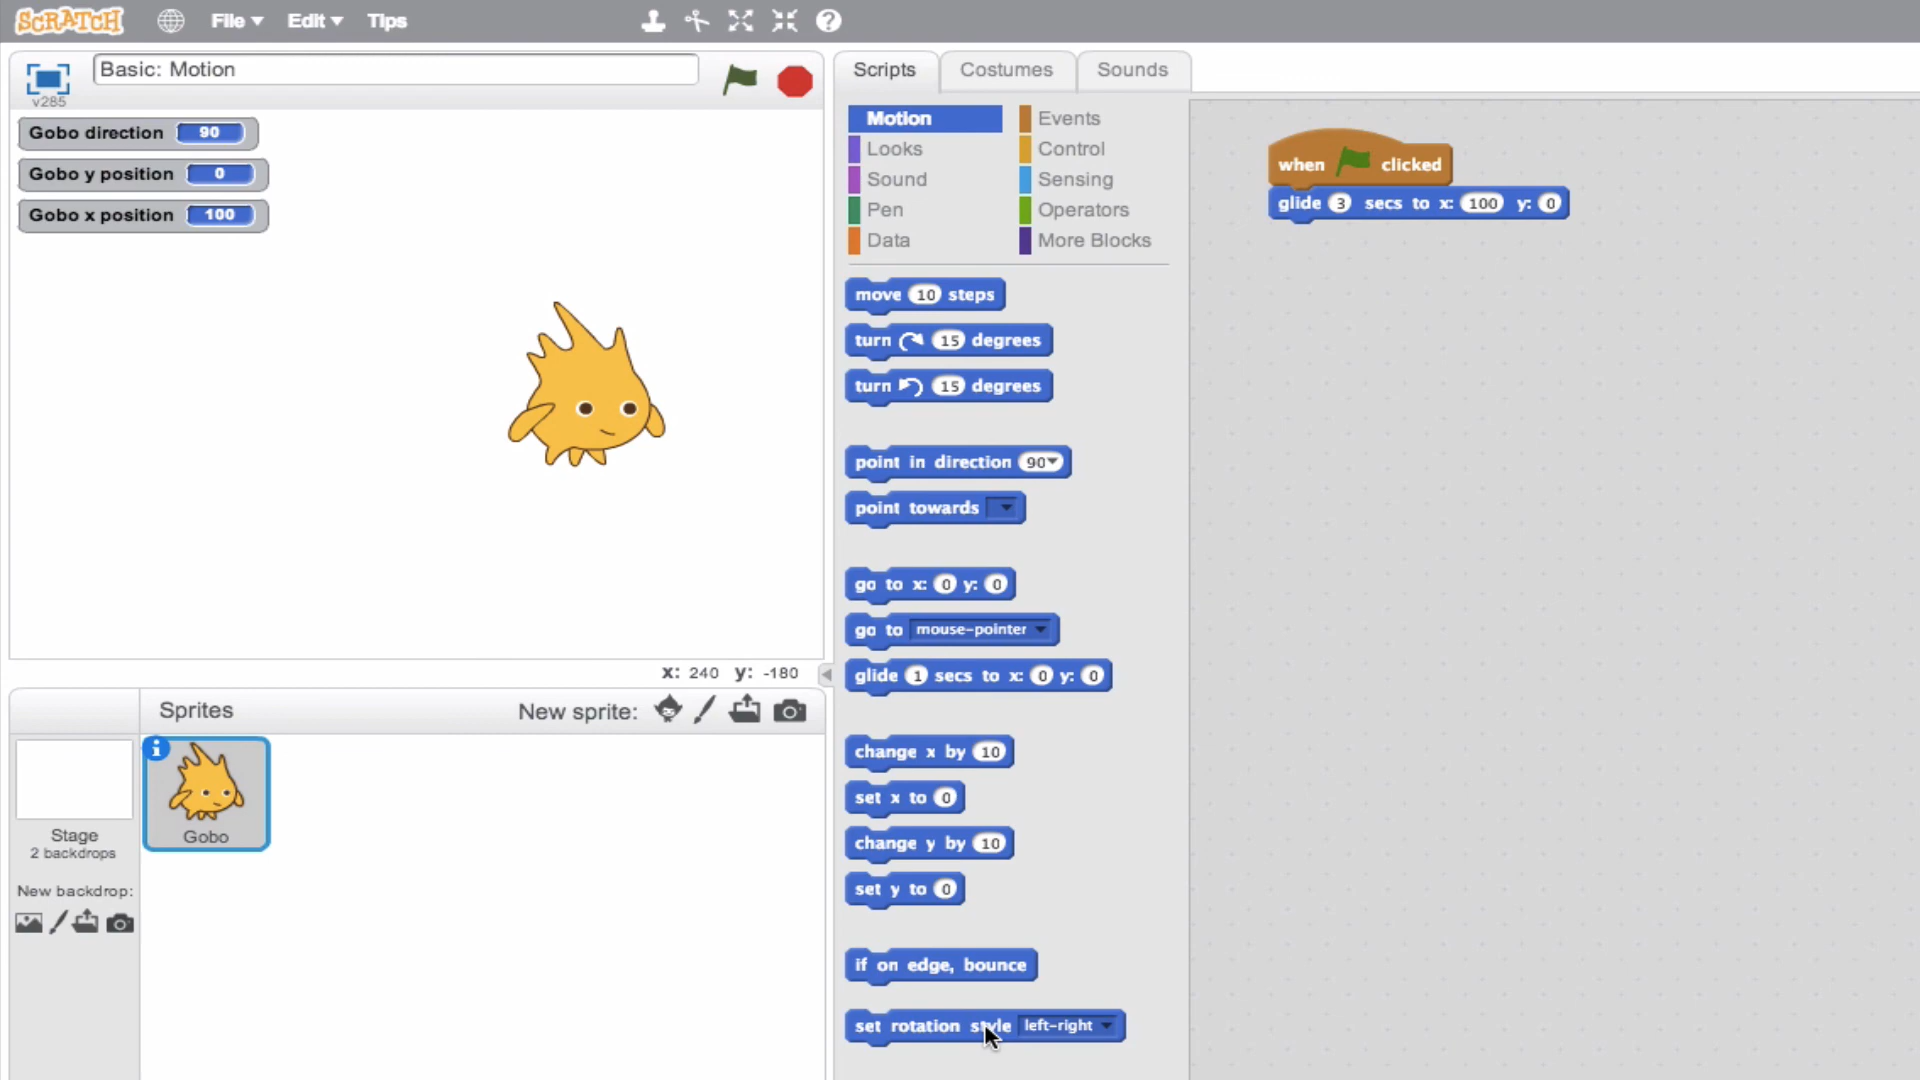 SCRATCH File Edit Tips
v285
Basic: Motion
Gobo direction 90
Gobo y position 0
Gobo x position 100
x: 240 y: -180
Sprites
New sprite:
Stage
2 backdrops
New backdrop:
Gobo
Scripts Costumes Sounds
Motion
Looks
Sound
Pen
Data
Events
Control
Sensing
Operators
More Blocks
move 10 steps
turn 15 degrees
turn 15 degrees
point in direction 90
point towards
go to x: 0 y: 0
go to mouse-pointer
glide 1 secs to x: 0 y: 0
change x by 10
set x to 0
change y by 10
set y to 0
if on edge, bounce
set rotation style left-right
when clicked
glide 3 secs to x: 100 y: 0